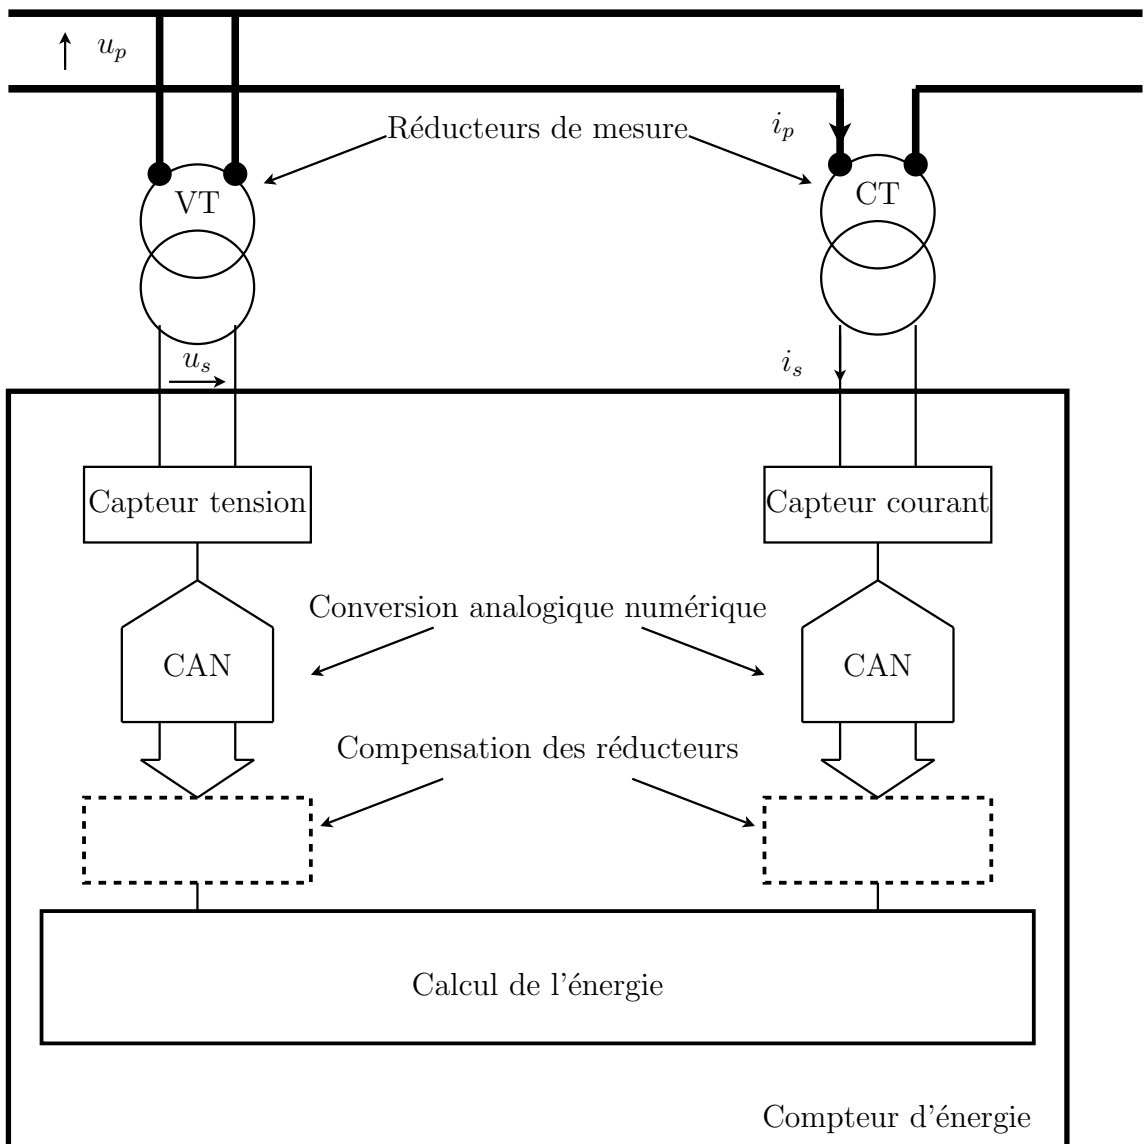 u_p
Réducteurs de mesure
i_p
VT
CT
u_s
i_s
Capteur tension
Capteur courant
Conversion analogique numérique
CAN
CAN
Compensation des réducteurs
Calcul de l'énergie
Compteur d'énergie